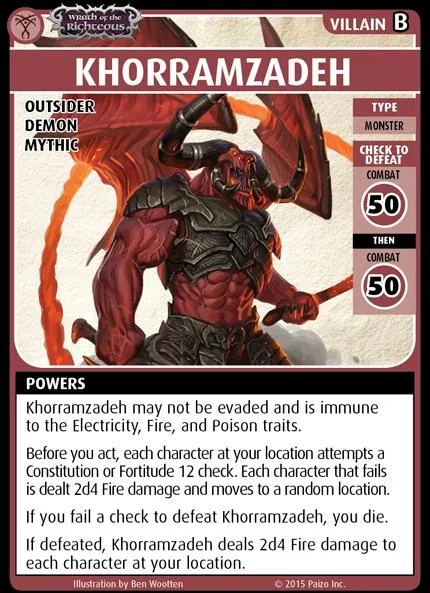 Wrath of the
Righteous
VILLAIN B
KHORRAMZADEH
OUTSIDER
DEMON
MYTHIC
TYPE
MONSTER
CHECK TO
DEFEAT
COMBAT
50
THEN
COMBAT
50
POWERS
Khorramzadeh may not be evaded and is immune
to the Electricity, Fire, and Poison traits.
Before you act, each character at your location attempts a
Constitution or Fortitude 12 check. Each character that fails
is dealt 2d4 Fire damage and moves to a random location.
If you fail a check to defeat Khorramzadeh, you die.
If defeated, Khorramzadeh deals 2d4 Fire damage to
each character at your location.
Illustration by Ben Wootten
© 2015 Paizo Inc.